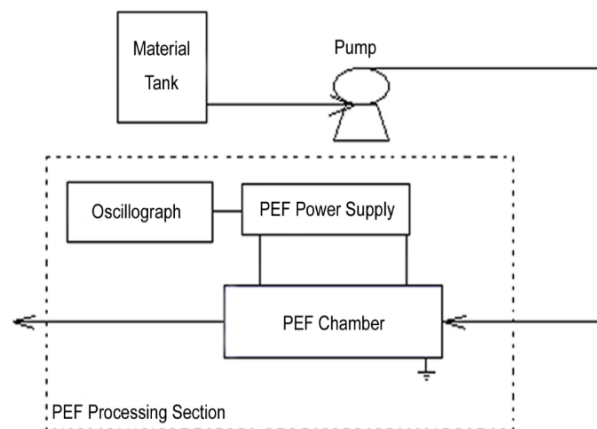 Material
Tank
Pump
Oscillograph
PEF Power Supply
PEF Chamber
PEF Processing Section